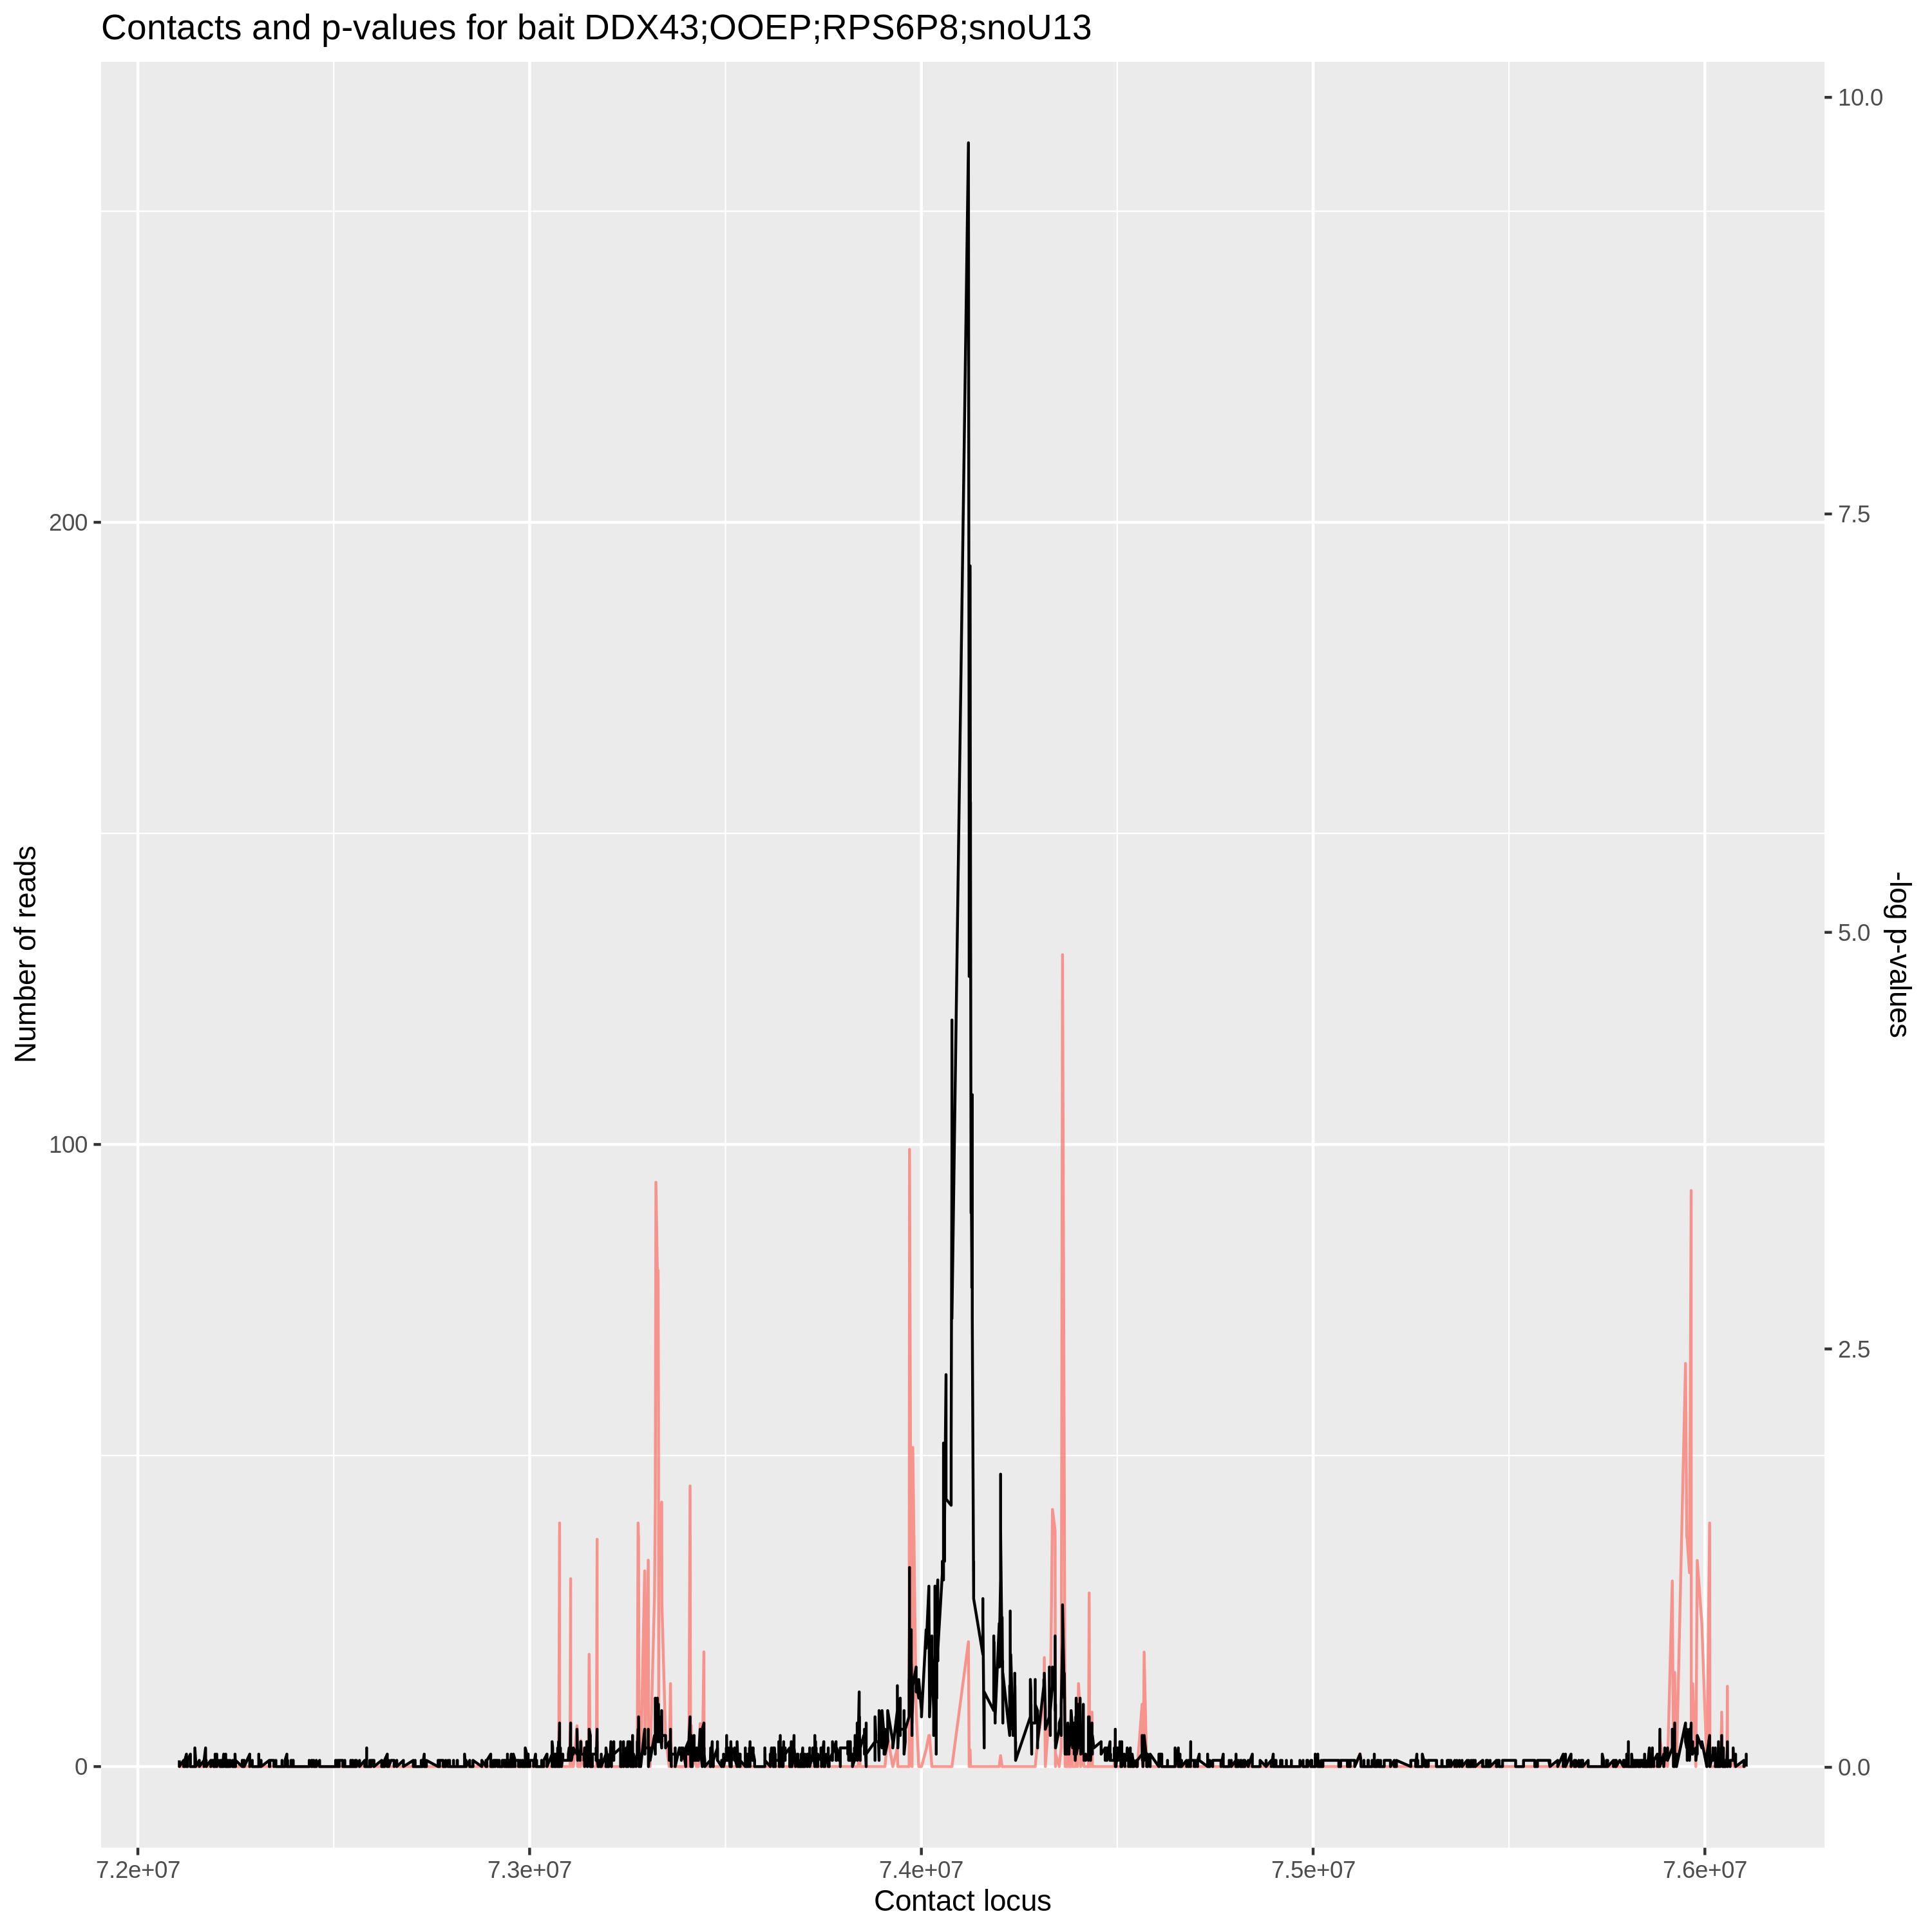 Contacts and p-values for bait DDX43;OOEP;RPS6P8;snoU13
10.0
200
7.5
Number of reads
-log p-values
5.0
100
2.5
0
0.0
7.2e+07
7.3e+07
7.4e+07
7.5e+07
7.6e+07
Contact locus